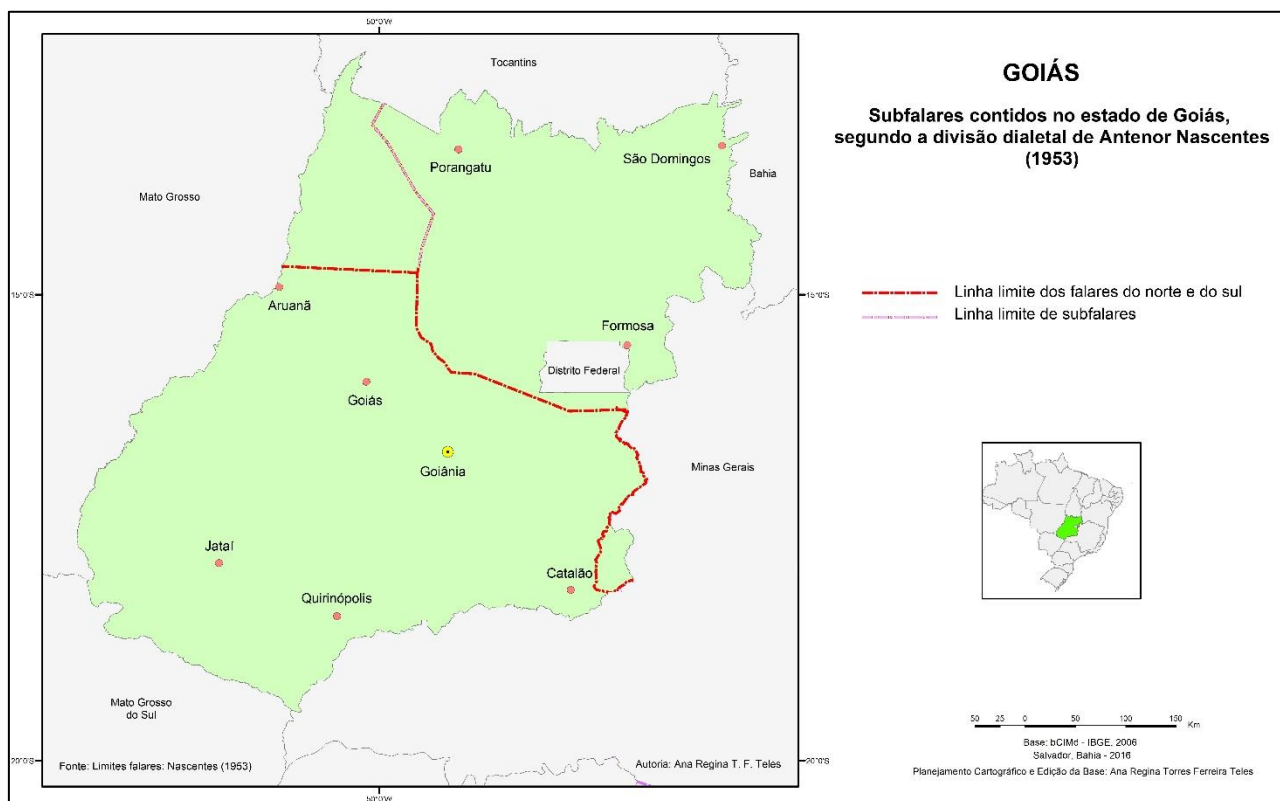 50°0'W
Tocantins
GOIÁS
Subfalares contidos no estado de Goiás,
segundo a divisão dialetal de Antenor Nascentes
(1953)
São Domingos
Porangatu
Bahia
Mato Grosso
Linha limite dos falares do norte e do sul
15°0'S
15°0'S
Aruanã
Linha limite de subfalares
Formosa
Distrito Federal
Goiás
Goiânia
Minas Gerais
Jataí
Catalão
Quirinópolis
Mato Grosso
do Sul
50 25 0 50 100 150
Km
Base: bCIMd - IBGE, 2006
Salvador, Bahia - 2016
Planejamento Cartográfico e Edição da Base: Ana Regina Torres Ferreira Teles
20°0'S
Fonte: Limites falares: Nascentes (1953)
Autoria: Ana Regina T. F. Teles
20°0'S
50°0'W